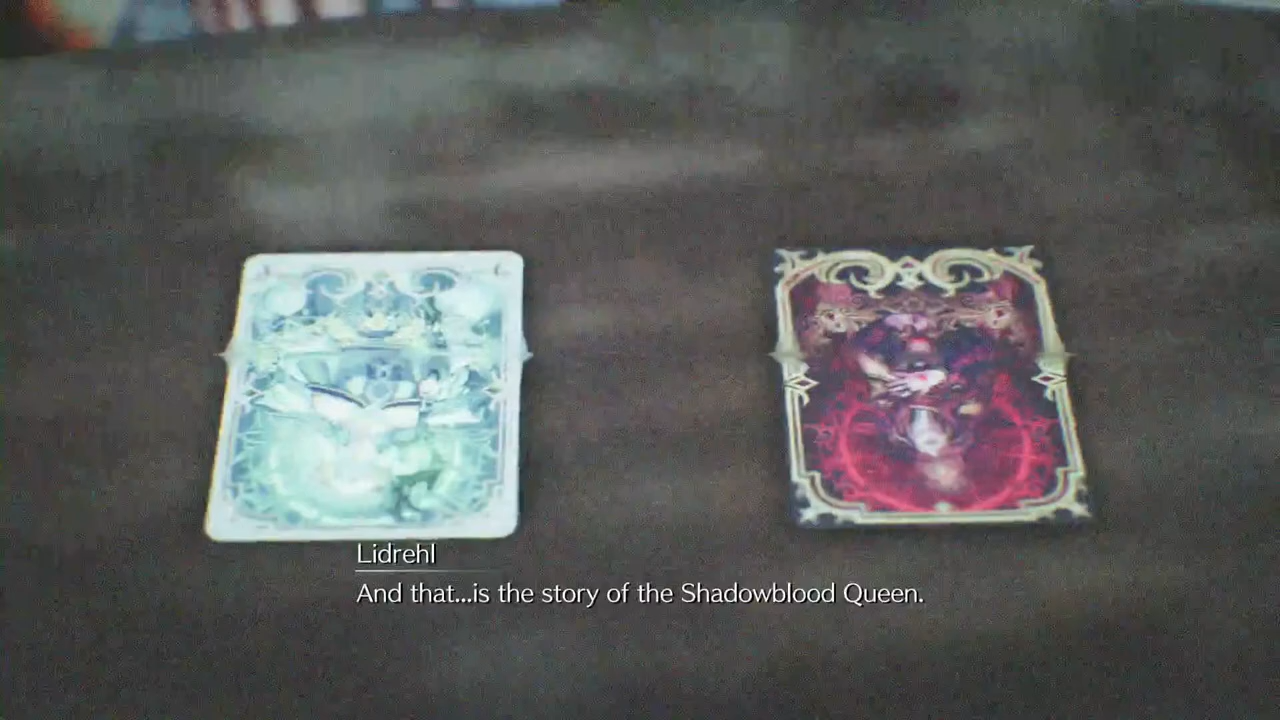 Lidrehl
And that...is the story of the Shadowblood Queen.